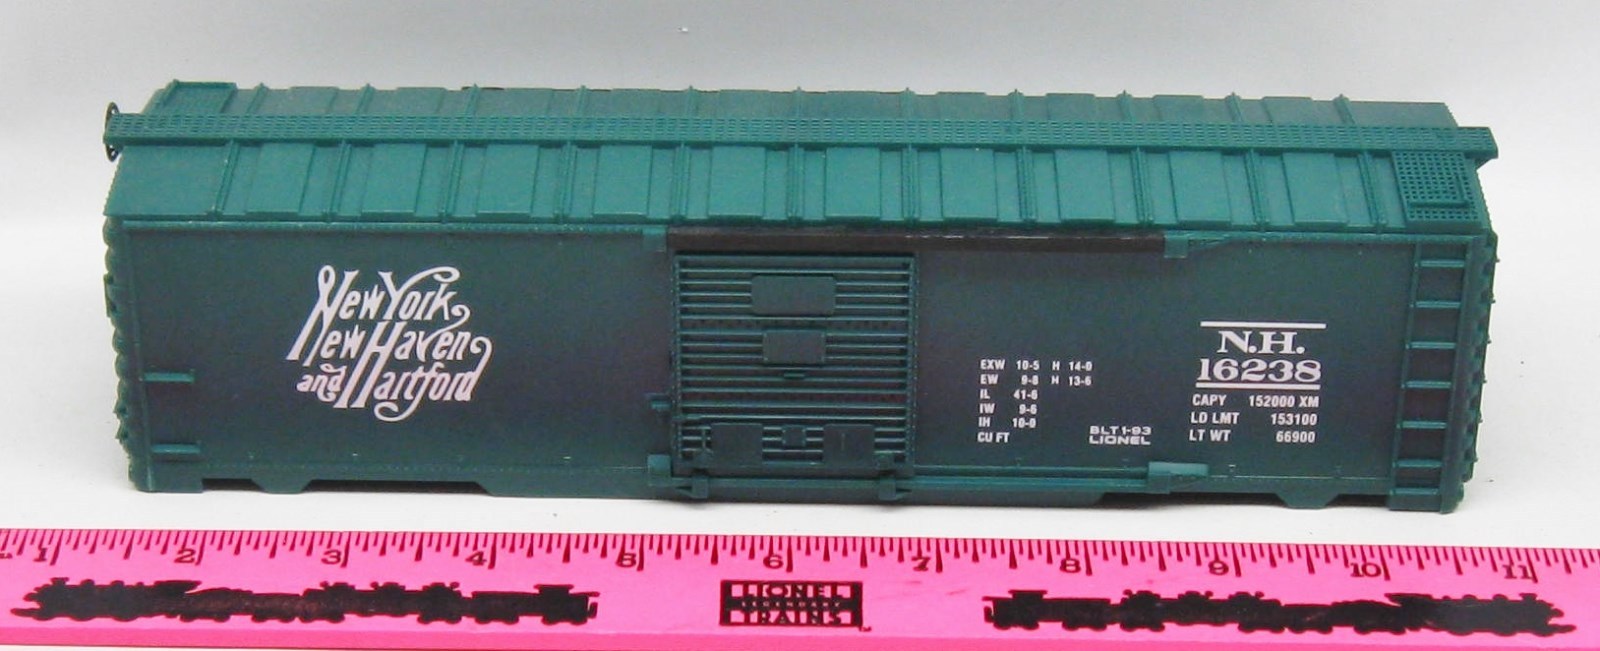 New York
New Haven
and Hartford
N.H.
16238
CAPY 152000 XM
LD LMT 153100
LT WT 66900
EXW 10-5 H 14-0
EW 9-8 H 13-6
IL 41-6
IW 9-6
IH 10-0
CU FT
BLT 1-93
LIONEL
1 2 3 4 5 6 7 8 9 10 11
LIONEL
LEGENDARY
TRAINS